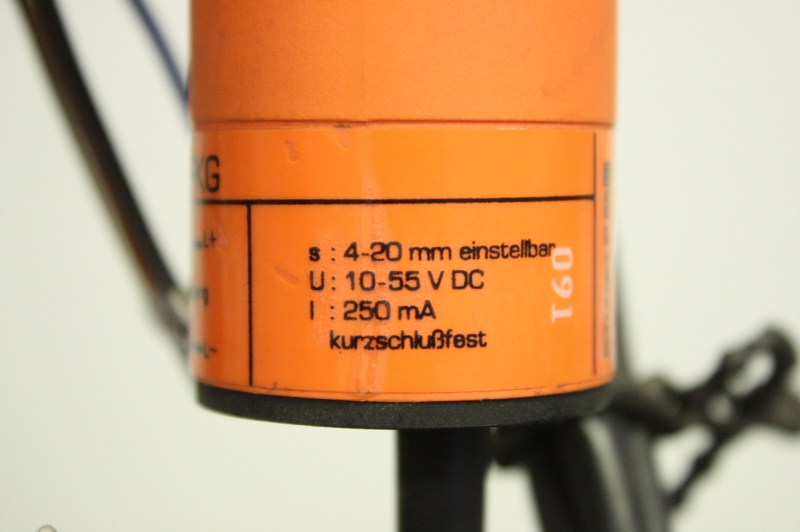 KG
L+
s : 4-20 mm einstellbar
U : 10-55 V DC
I : 250 mA
kurzschlußfest
L-
091